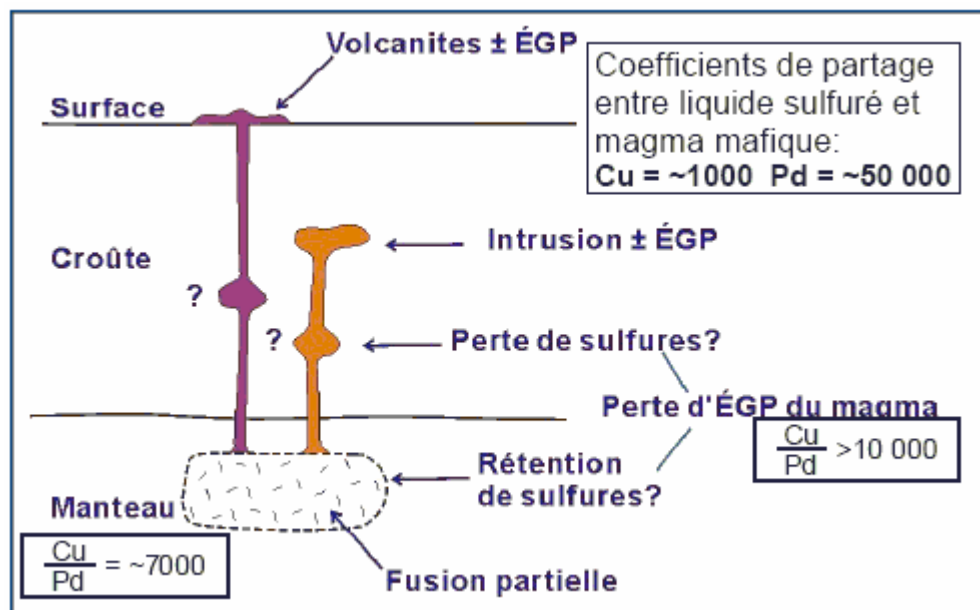 Volcanites ± ÉGP
Coefficients de partage
entre liquide sulfuré et
magma mafique:
Cu = ~1000 Pd = ~50 000
Surface
Intrusion ± ÉGP
Croûte
?
?
Perte de sulfures?
Perte d'ÉGP du magma
Cu
Pd >10 000
Rétention
de sulfures?
Manteau
Cu
Pd = ~7000
Fusion partielle